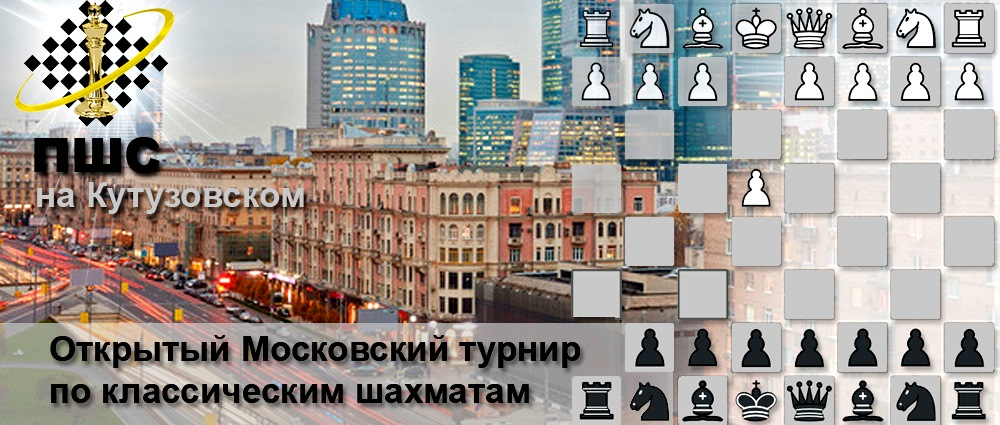 ПШС
на Кутузовском
Открытый Московский турнир
по классическим шахматам